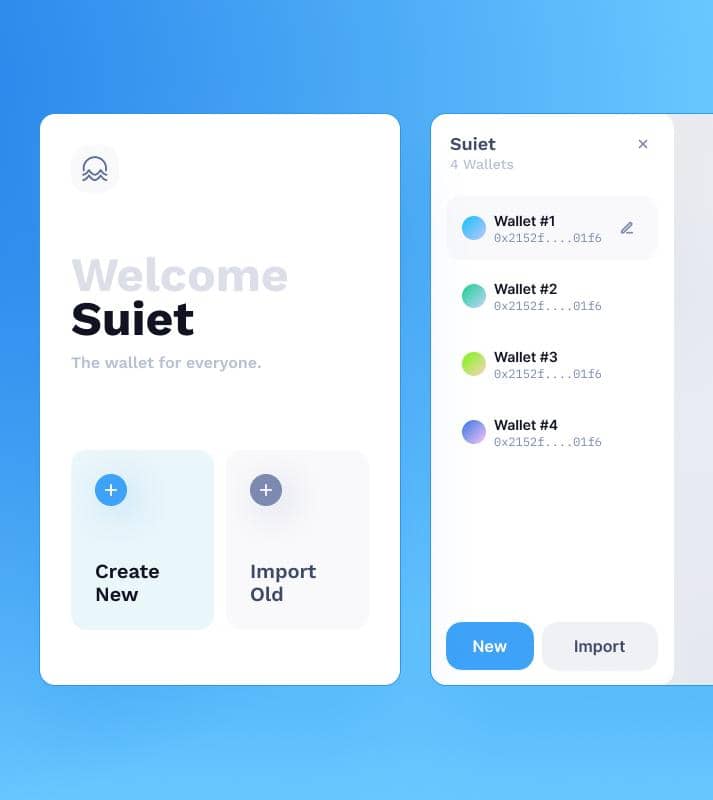 Welcome
Suiet
The wallet for everyone.
Create
New
Import
Old
Suiet
4 Wallets
Wallet #1
0x2152f....01f6
Wallet #2
0x2152f....01f6
Wallet #3
0x2152f....01f6
Wallet #4
0x2152f....01f6
New
Import